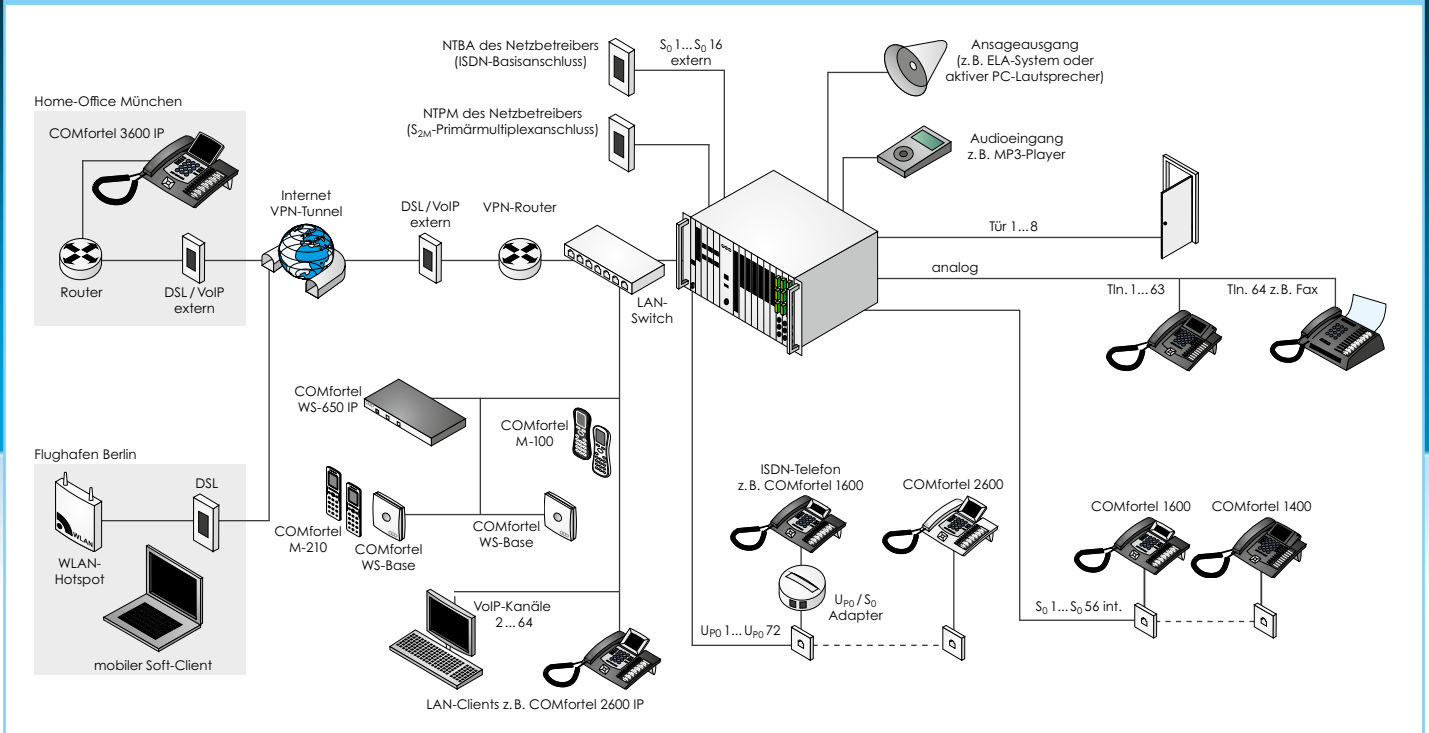 NTBA des Netzbetreibers
(ISDN-Basisanschluss)
S₀ 1... S₀ 16
extern
Ansageausgang
(z. B. ELA-System oder
aktiver PC-Lautsprecher)
Home-Office München
COMfortel 3600 IP
NTPM des Netzbetreibers
(S₂M-Primärmultiplexanschluss)
Audioeingang
z. B. MP3-Player
Internet
VPN-Tunnel
DSL / VoIP
extern
VPN-Router
Tür 1... 8
Router
DSL / VoIP
extern
LAN-
Switch
analog
Tln. 1... 63
Tln. 64 z. B. Fax
COMfortel
WS-650 IP
COMfortel
M-100
Flughafen Berlin
DSL
WLAN
WLAN-
Hotspot
COMfortel
M-210
COMfortel
WS-Base
COMfortel
WS-Base
ISDN-Telefon
z. B. COMfortel 1600
COMfortel 2600
COMfortel 1600
COMfortel 1400
mobiler Soft-Client
VoIP-Kanäle
2 ... 64
UP0 / S₀
Adapter
UP0 1... UP0 72
S₀ 1... S₀ 56 int.
LAN-Clients z. B. COMfortel 2600 IP